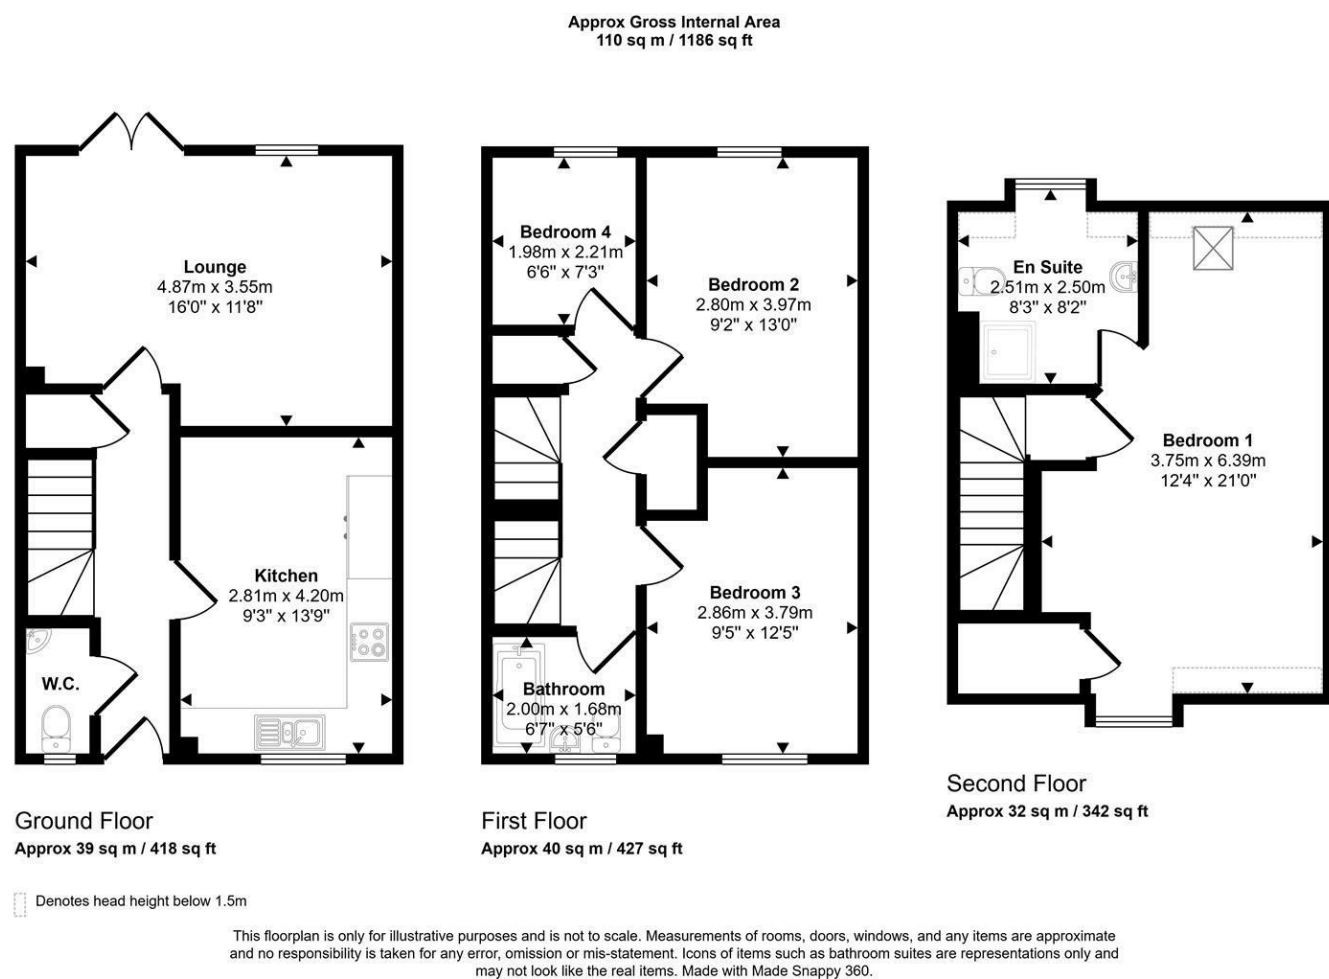 Approx Gross Internal Area
110 sq m / 1186 sq ft
Lounge
4.87m x 3.55m
16'0" x 11'8"
Kitchen
2.81m x 4.20m
9'3" x 13'9"
W.C.
Ground Floor
Approx 39 sq m / 418 sq ft
Bedroom 4
1.98m x 2.21m
6'6" x 7'3"
Bedroom 2
2.80m x 3.97m
9'2" x 13'0"
Bedroom 3
2.86m x 3.79m
9'5" x 12'5"
Bathroom
2.00m x 1.68m
6'7" x 5'6"
First Floor
Approx 40 sq m / 427 sq ft
En Suite
2.51m x 2.50m
8'3" x 8'2"
Bedroom 1
3.75m x 6.39m
12'4" x 21'0"
Second Floor
Approx 32 sq m / 342 sq ft
Denotes head height below 1.5m
This floorplan is only for illustrative purposes and is not to scale. Measurements of rooms, doors, windows, and any items are approximate
and no responsibility is taken for any error, omission or mis-statement. Icons of items such as bathroom suites are representations only and
may not look like the real items. Made with Made Snappy 360.